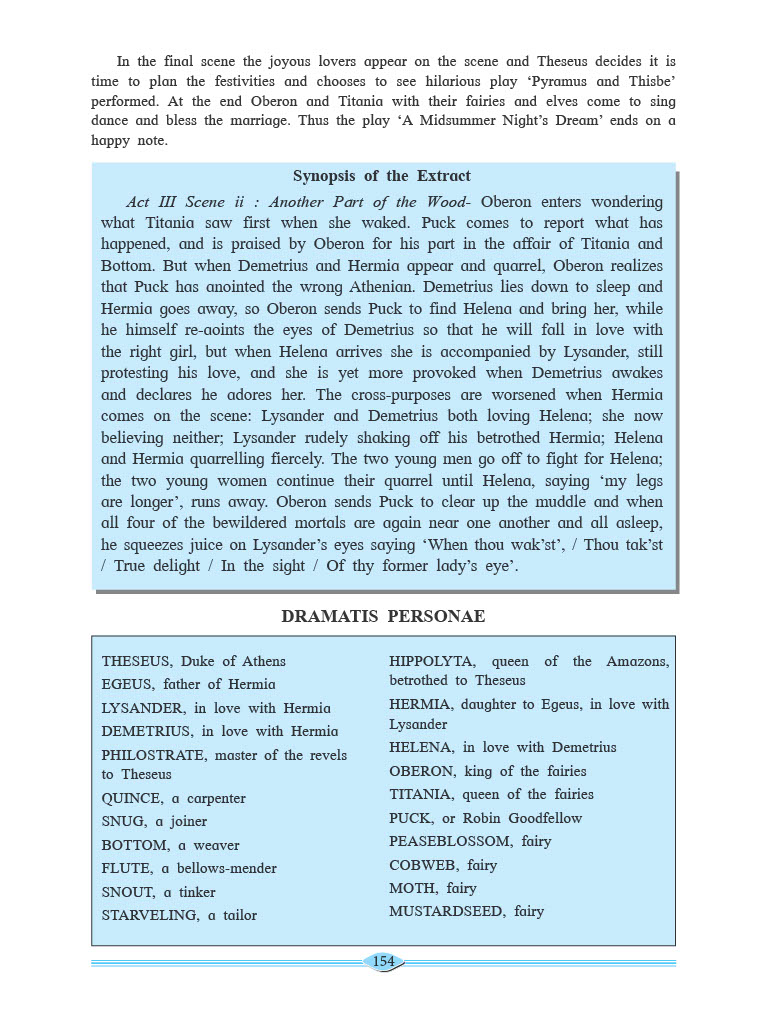 In the final scene the joyous lovers appear on the scene and Theseus decides it is
time to plan the festivities and chooses to see hilarious play ‘Pyramus and Thisbe’
performed. At the end Oberon and Titania with their fairies and elves come to sing
dance and bless the marriage. Thus the play ‘A Midsummer Night’s Dream’ ends on a
happy note.
Synopsis of the Extract
Act III Scene ii : Another Part of the Wood- Oberon enters wondering
what Titania saw first when she waked. Puck comes to report what has
happened, and is praised by Oberon for his part in the affair of Titania and
Bottom. But when Demetrius and Hermia appear and quarrel, Oberon realizes
that Puck has anointed the wrong Athenian. Demetrius lies down to sleep and
Hermia goes away, so Oberon sends Puck to find Helena and bring her, while
he himself re-aoints the eyes of Demetrius so that he will fall in love with
the right girl, but when Helena arrives she is accompanied by Lysander, still
protesting his love, and she is yet more provoked when Demetrius awakes
and declares he adores her. The cross-purposes are worsened when Hermia
comes on the scene: Lysander and Demetrius both loving Helena; she now
believing neither; Lysander rudely shaking off his betrothed Hermia; Helena
and Hermia quarrelling fiercely. The two young men go off to fight for Helena;
the two young women continue their quarrel until Helena, saying ‘my legs
are longer’, runs away. Oberon sends Puck to clear up the muddle and when
all four of the bewildered mortals are again near one another and all asleep,
he squeezes juice on Lysander’s eyes saying ‘When thou wak’st’, / Thou tak’st
/ True delight / In the sight / Of thy former lady’s eye’.
DRAMATIS PERSONAE
THESEUS, Duke of Athens
EGEUS, father of Hermia
LYSANDER, in love with Hermia
DEMETRIUS, in love with Hermia
PHILOSTRATE, master of the revels
to Theseus
QUINCE, a carpenter
SNUG, a joiner
BOTTOM, a weaver
FLUTE, a bellows-mender
SNOUT, a tinker
STARVELING, a tailor
HIPPOLYTA, queen of the Amazons,
betrothed to Theseus
HERMIA, daughter to Egeus, in love with
Lysander
HELENA, in love with Demetrius
OBERON, king of the fairies
TITANIA, queen of the fairies
PUCK, or Robin Goodfellow
PEASEBLOSSOM, fairy
COBWEB, fairy
MOTH, fairy
MUSTARDSEED, fairy
154